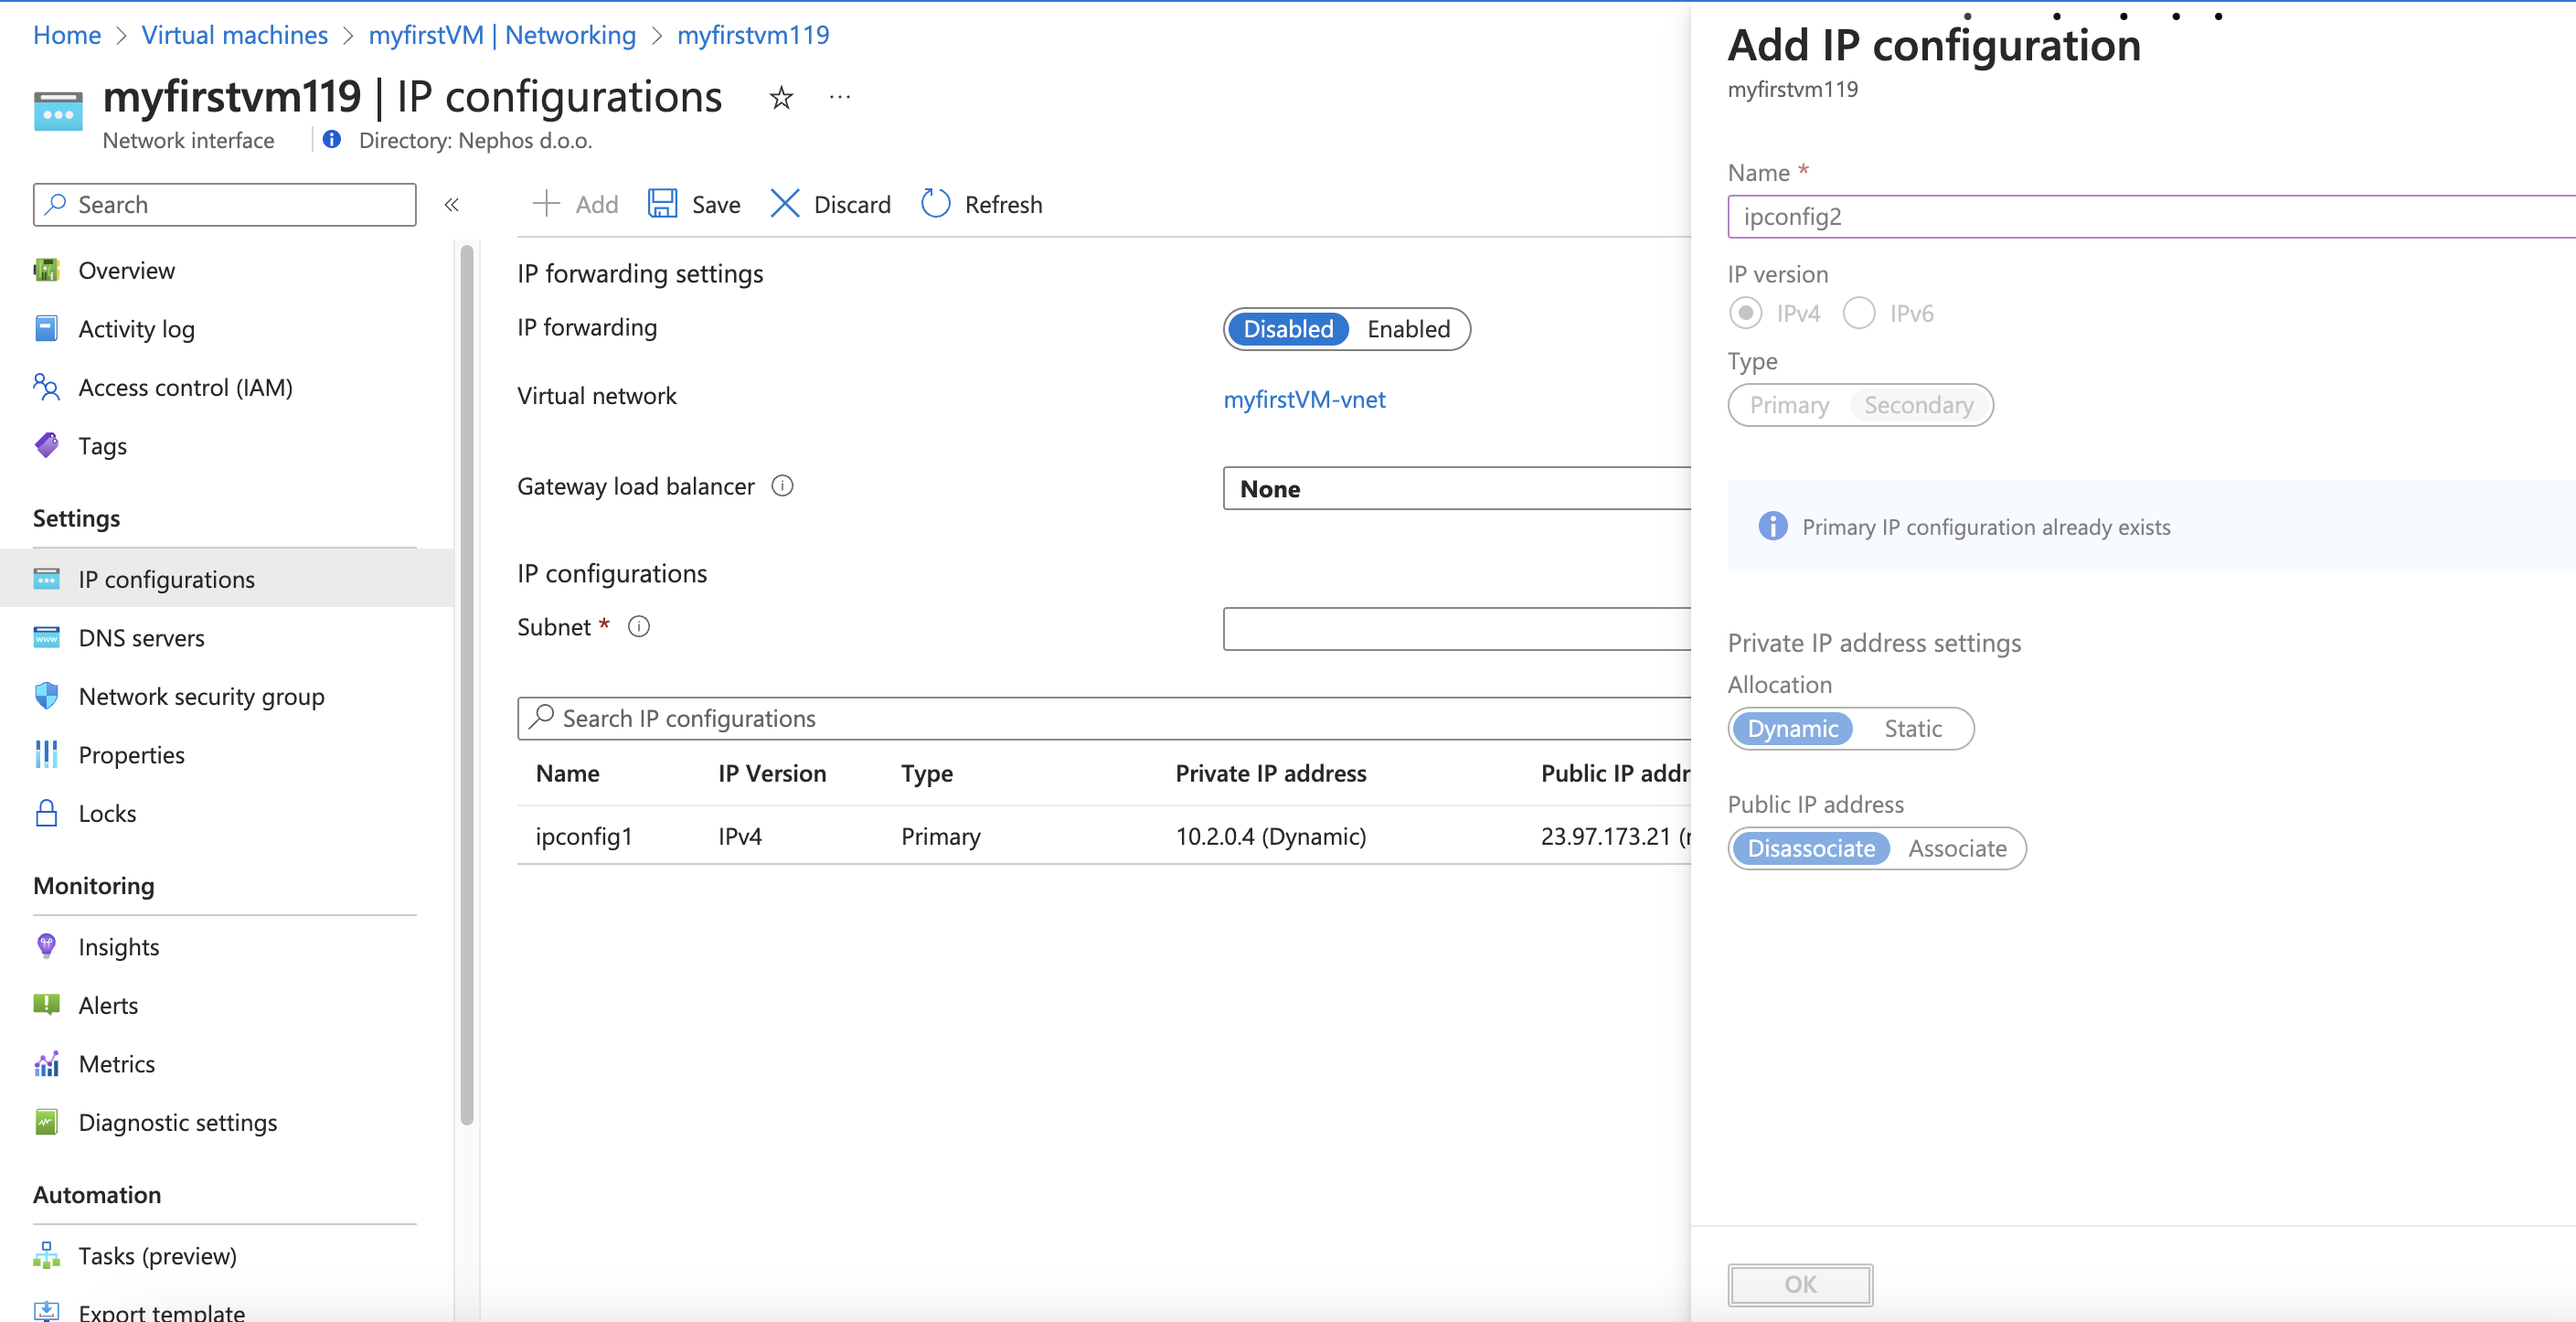 Home > Virtual machines > myfirstVM | Networking > myfirstvm119
myfirstvm119 | IP configurations
Network interface
Directory: Nephos d.o.o.
Search
Overview
Activity log
Access control (IAM)
Tags
Settings
IP configurations
DNS servers
Network security group
Properties
Locks
Monitoring
Insights
Alerts
Metrics
Diagnostic settings
Automation
Tasks (preview)
Export template
Add Save Discard Refresh
IP forwarding settings
IP forwarding Disabled Enabled
Virtual network myfirstVM-vnet
Gateway load balancer None
IP configurations
Subnet *
Search IP configurations
Name IP Version Type Private IP address Public IP addr
ipconfig1 IPv4 Primary 10.2.0.4 (Dynamic) 23.97.173.21 (
Add IP configuration
myfirstvm119
Name *
ipconfig2
IP version
IPv4 IPv6
Type
Primary Secondary
Primary IP configuration already exists
Private IP address settings
Allocation
Dynamic Static
Public IP address
Disassociate Associate
OK